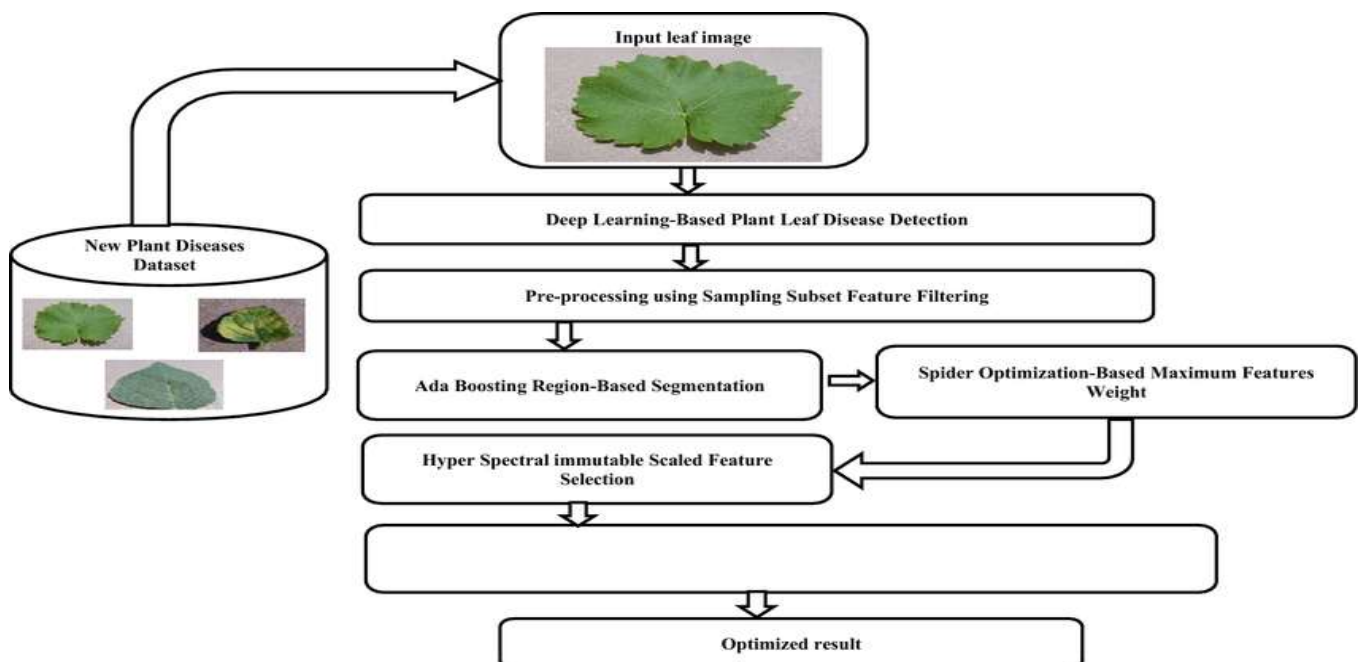 Input leaf image
Deep Learning-Based Plant Leaf Disease Detection
New Plant Diseases
Dataset
Pre-processing using Sampling Subset Feature Filtering
Ada Boosting Region-Based Segmentation
Spider Optimization-Based Maximum Features
Weight
Hyper Spectral immutable Scaled Feature
Selection
Optimized result